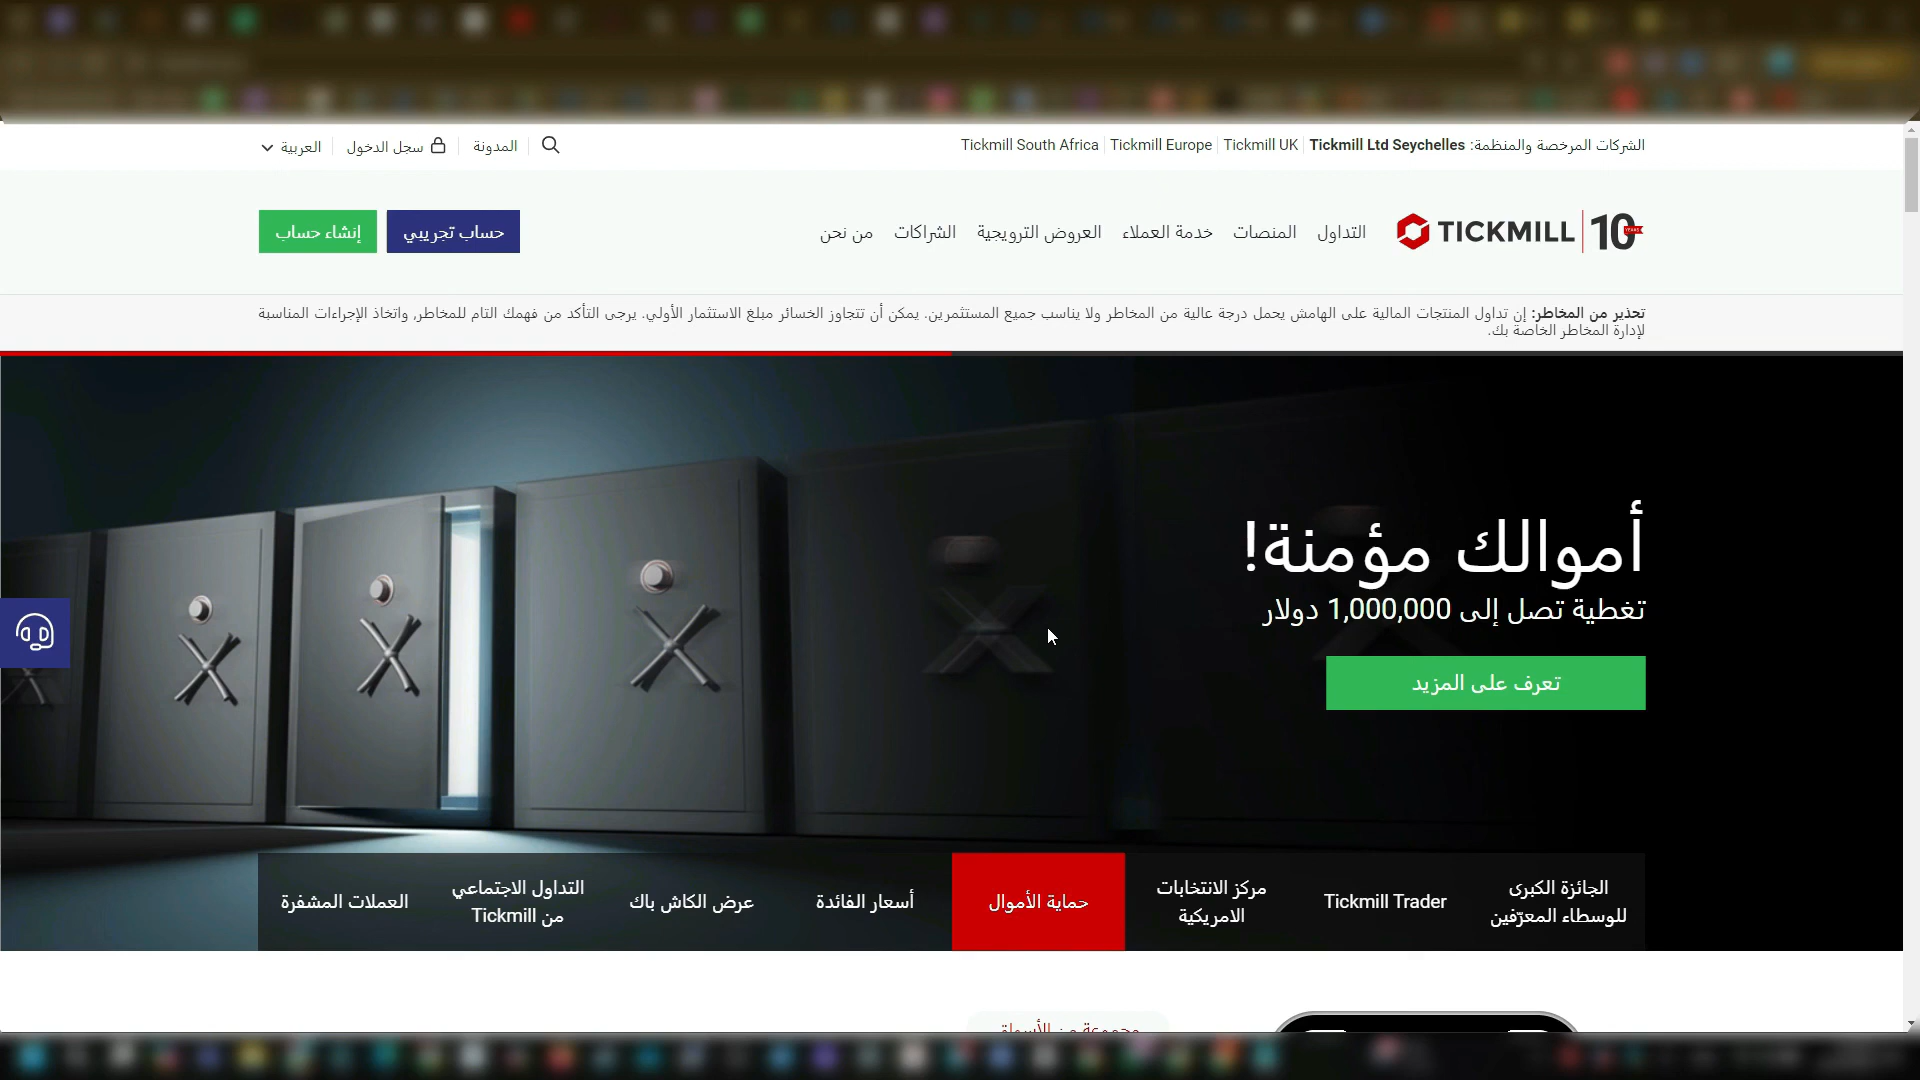 الشركات المرخصة والمنظمة: Tickmill Ltd Seychelles Tickmill UK Tickmill Europe Tickmill South Africa
المدونة سجل الدخول العربية
TICKMILL 10 YEARS
التداول المنصات خدمة العملاء العروض الترويجية الشراكات من نحن
حساب تجريبي إنشاء حساب
تحذير من المخاطر: إن تداول المنتجات المالية على الهامش يحمل درجة عالية من المخاطر ولا يناسب جميع المستثمرين. يمكن أن تتجاوز الخسائر مبلغ الاستثمار الأولي. يرجى التأكد من فهمك التام للمخاطر، واتخاذ الإجراءات المناسبة
لإدارة المخاطر الخاصة بك.
أموالك مؤمنة!
تغطية تصل إلى 1,000,000 دولار
تعرف على المزيد
الجائزة الكبرى
للوسطاء المعرّفين
Tickmill Trader
مركز الانتخابات
الامريكية
حماية الأموال
أسعار الفائدة
عرض الكاش باك
التداول الاجتماعي
من Tickmill
العملات المشفرة
مجموعة من الأسواق